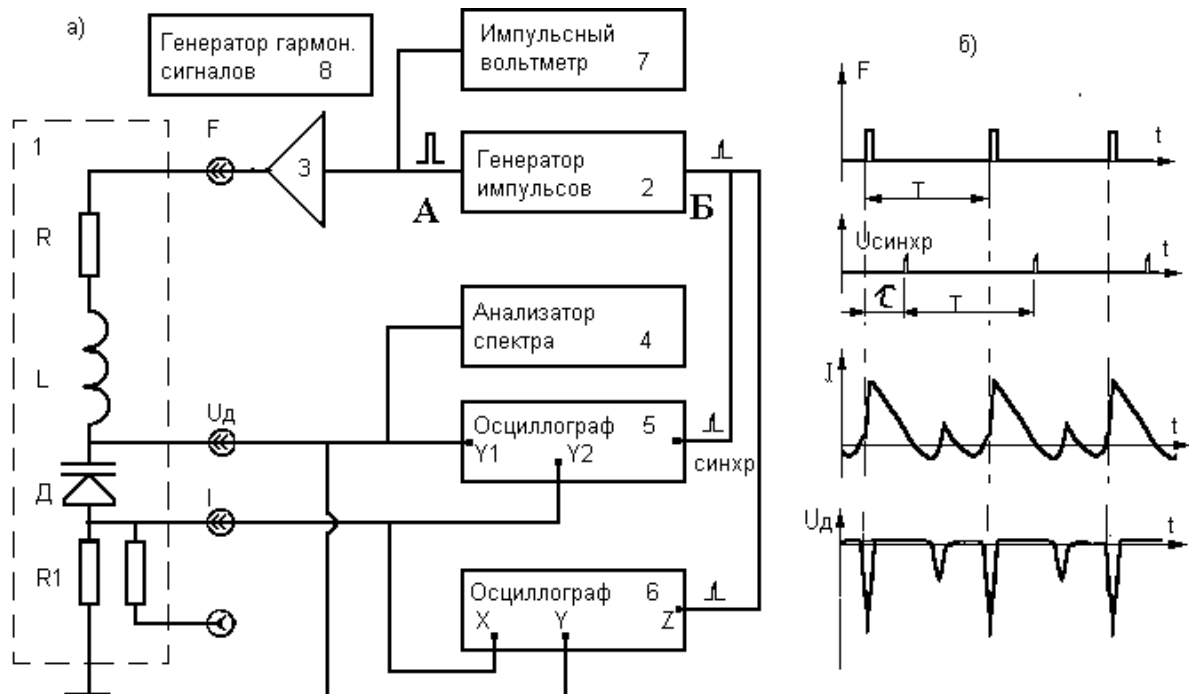 а)
Генератор гармон.
сигналов 8
Импульсный
вольтметр 7
1
F
3
Генератор
импульсов 2
А
Б
R
L
Анализатор
спектра 4
Uд
Осциллограф 5
Y1 Y2
синхр
Д
I
R1
Осциллограф 6
X Y Z
б)
F
t
T
Uсинхр
t
τ T
I
t
Uд
t